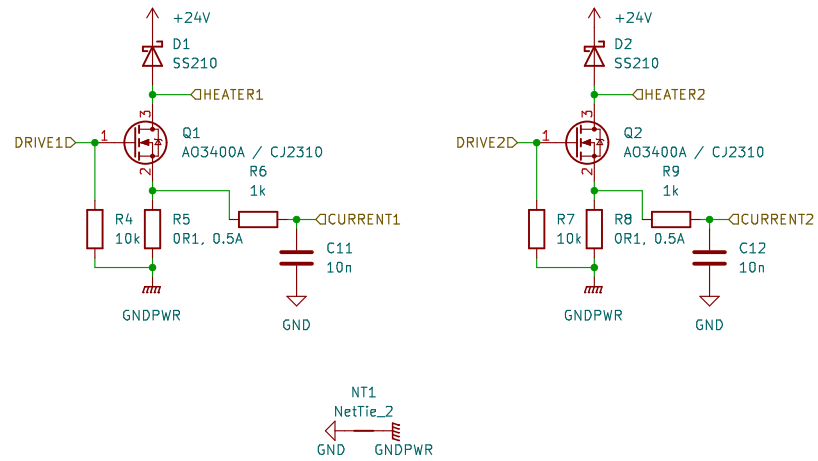 +24V
D1
SS210
HEATER1
3
Q1
DRIVE1
1
AO3400A / CJ2310
2
R6
1k
R4
10k
R5
0R1, 0.5A
CURRENT1
C11
10n
GNDPWR
GND
+24V
D2
SS210
HEATER2
3
Q2
DRIVE2
1
AO3400A / CJ2310
2
R9
1k
R7
10k
R8
0R1, 0.5A
CURRENT2
C12
10n
GNDPWR
GND
NT1
NetTie_2
GND
GNDPWR